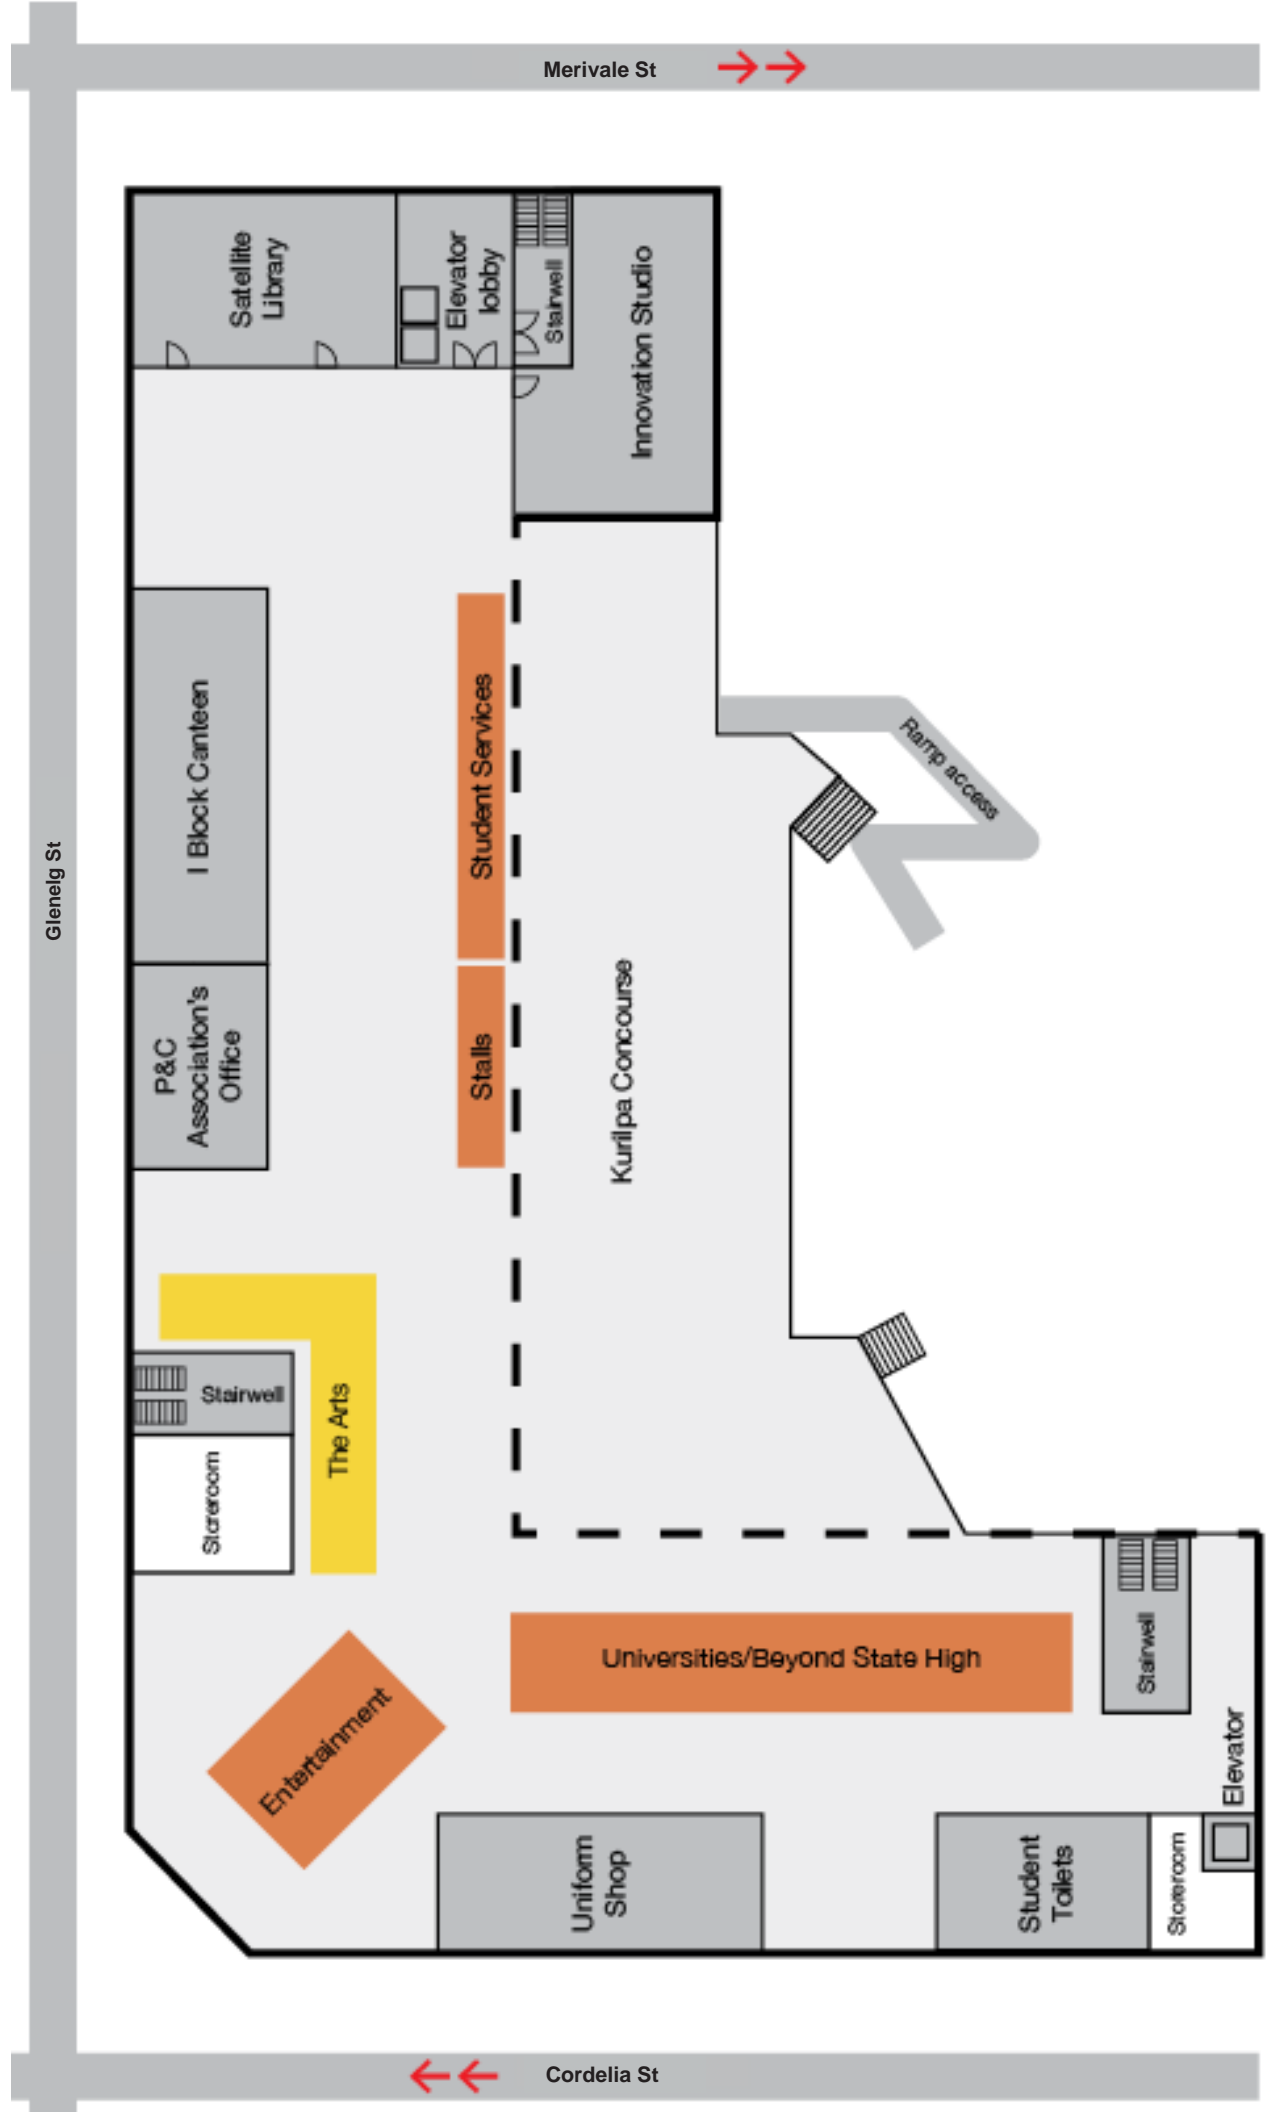 Merivale St
Satellite
Library
Elevator
lobby
Stairwell
Innovation Studio
I Block Canteen
Student Services
Ramp access
Glenelg St
P&C
Association's
Office
Stalls
Kurilpa Concourse
Stairwell
The Arts
Storeroom
Universities/Beyond State High
Stairwell
Entertainment
Elevator
Uniform
Shop
Student
Toilets
Storeroom
Cordelia St